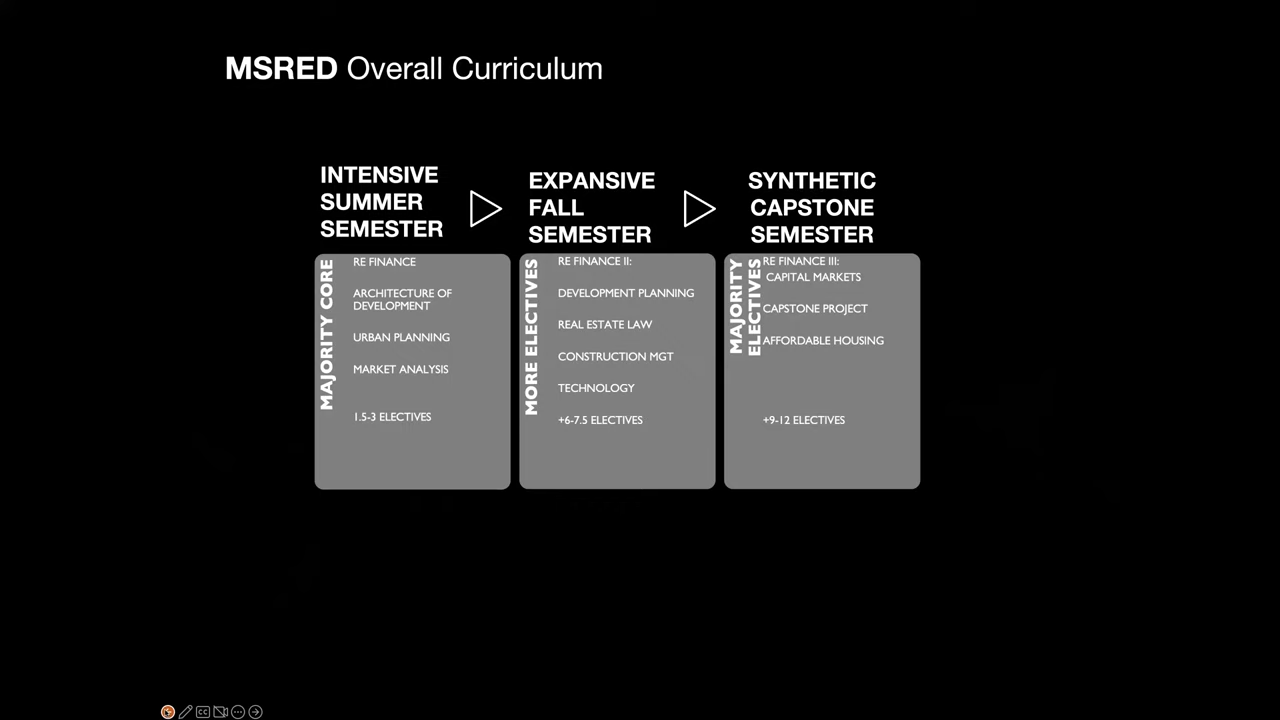 MSRED Overall Curriculum
INTENSIVE
SUMMER
SEMESTER
EXPANSIVE
FALL
SEMESTER
SYNTHETIC
CAPSTONE
SEMESTER
MAJORITY CORE
RE FINANCE
ARCHITECTURE OF
DEVELOPMENT
URBAN PLANNING
MARKET ANALYSIS
1.5-3 ELECTIVES
MORE ELECTIVES
RE FINANCE II:
DEVELOPMENT PLANNING
REAL ESTATE LAW
CONSTRUCTION MGT
TECHNOLOGY
+6-7.5 ELECTIVES
MAJORITY
ELECTIVES
RE FINANCE III:
CAPITAL MARKETS
CAPSTONE PROJECT
AFFORDABLE HOUSING
+9-12 ELECTIVES
CC